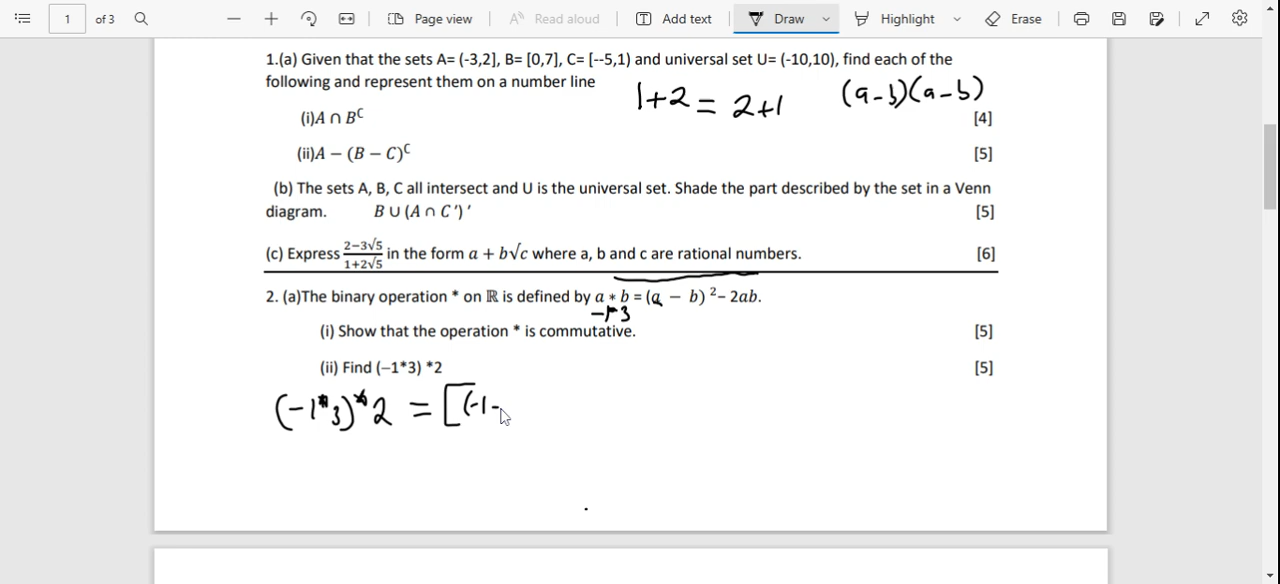 1 of 3 Page view Read aloud Add text Draw Highlight Erase
1.(a) Given that the sets A= (-3,2], B= [0,7], C= [--5,1) and universal set U= (-10,10), find each of the
following and represent them on a number line
1+2 = 2+1 (a-b)(a-b)
(i)A ∩ Bᶜ [4]
(ii)A − (B − C)ᶜ [5]
(b) The sets A, B, C all intersect and U is the universal set. Shade the part described by the set in a Venn
diagram. B ∪ (A ∩ C′)′ [5]
(c) Express (2−3√5)/(1+2√5) in the form a + b√c where a, b and c are rational numbers. [6]
2. (a)The binary operation * on ℝ is defined by a * b = (a − b) ²− 2ab.
-1*3
(i) Show that the operation * is commutative. [5]
(ii) Find (−1*3) *2 [5]
(-1*3)*2 = [(-1-